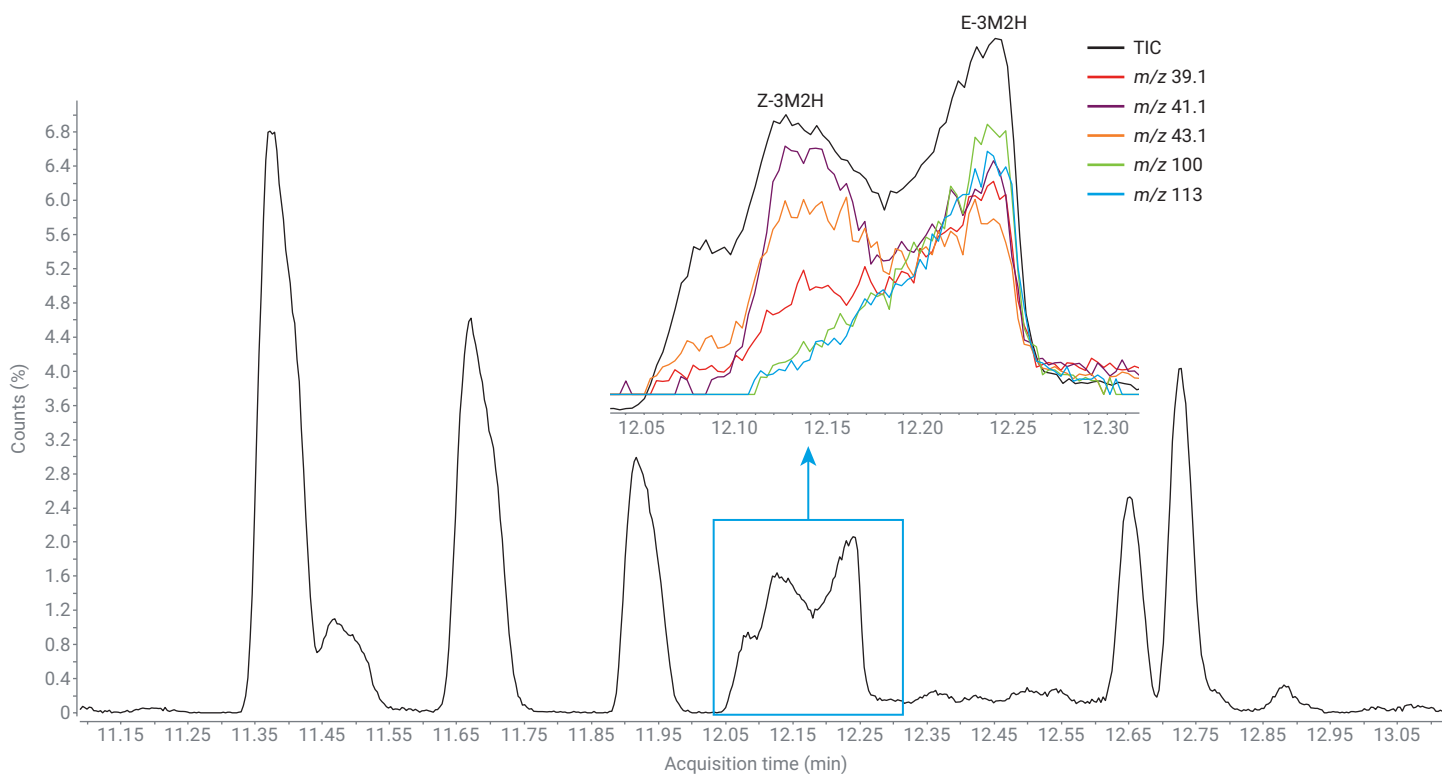 E-3M2H
Z-3M2H
TIC
m/z 39.1
m/z 41.1
m/z 43.1
m/z 100
m/z 113
12.05 12.10 12.15 12.20 12.25 12.30
Counts (%)
6.8
6.4
6.0
5.6
5.2
4.8
4.4
4.0
3.6
3.2
2.8
2.4
2.0
1.6
1.2
0.8
0.4
0
11.15 11.25 11.35 11.45 11.55 11.65 11.75 11.85 11.95 12.05 12.15 12.25 12.35 12.45 12.55 12.65 12.75 12.85 12.95 13.05
Acquisition time (min)